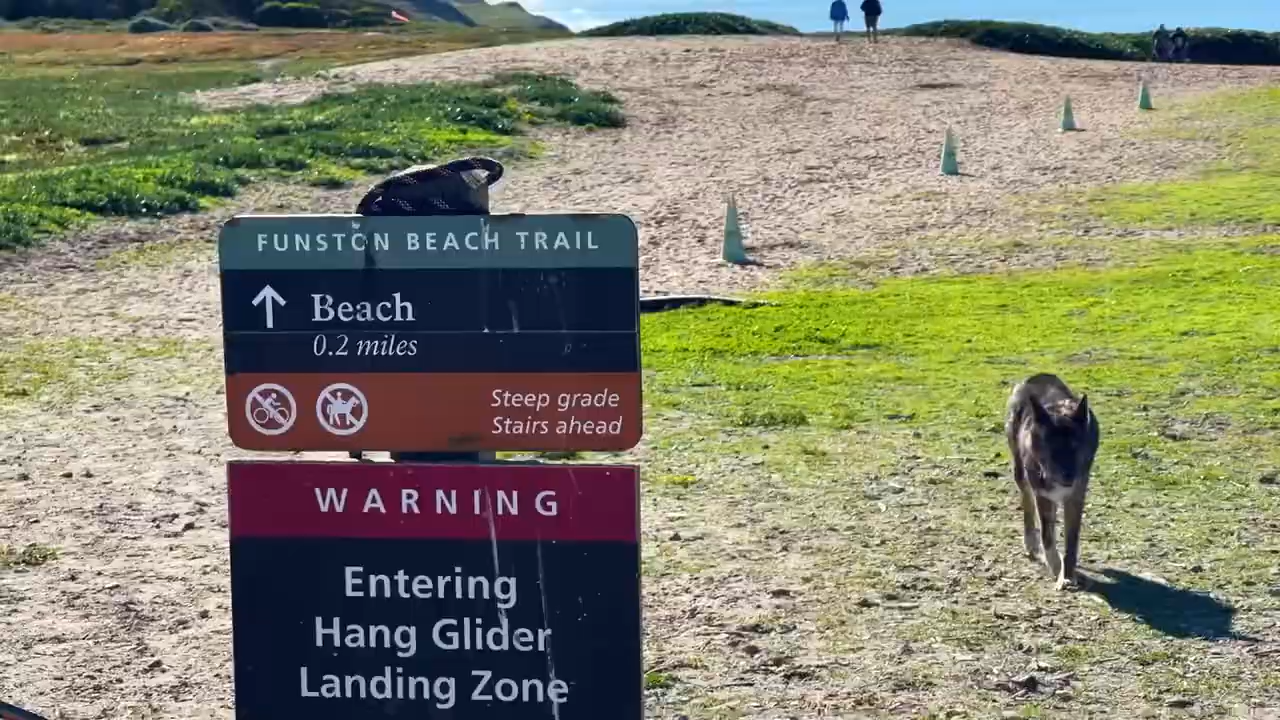 FUNSTON BEACH TRAIL
Beach
0.2 miles
Steep grade
Stairs ahead
WARNING
Entering
Hang Glider
Landing Zone